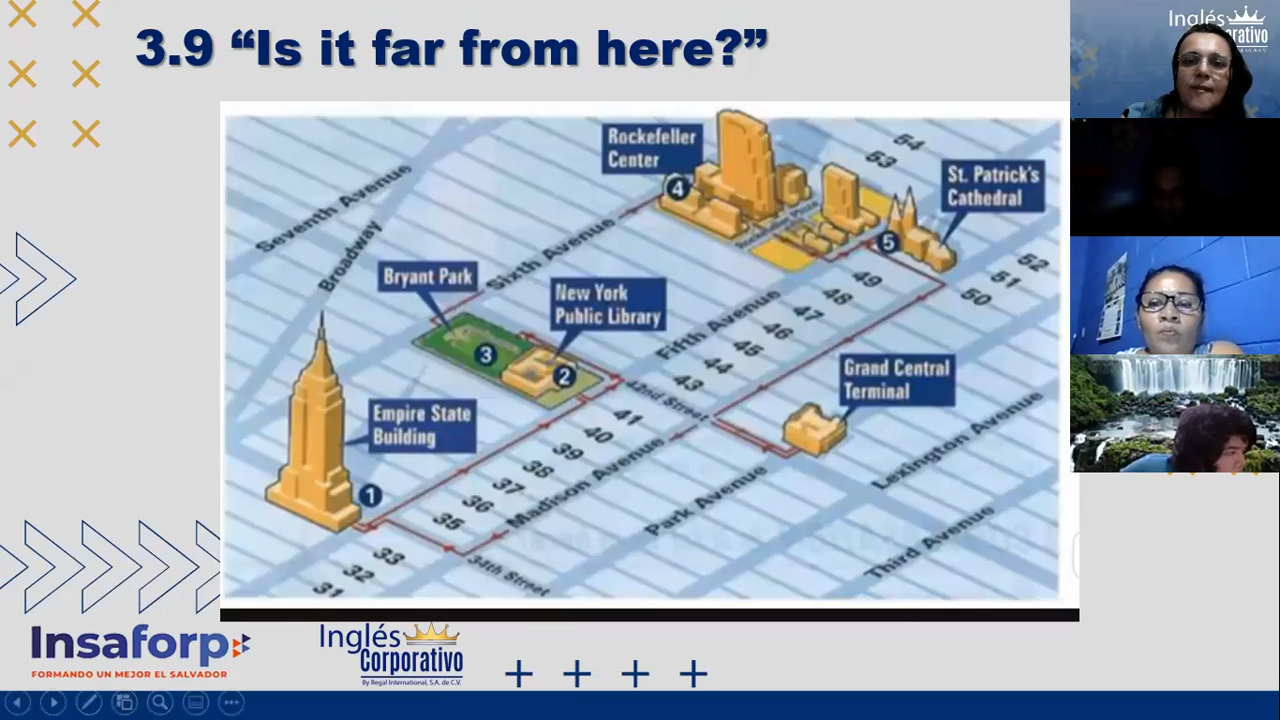 3.9 “Is it far from here?”
Inglés
Rockefeller
Center
4
54
53
St. Patrick's
Cathedral
5
Seventh Avenue
Broadway
Sixth Avenue
Rockefeller Plaza
52
51
50
49
48
47
46
45
44
43
Bryant Park
New York
Public Library
3
2
Fifth Avenue
42nd Street
Grand Central
Terminal
Empire State
Building
1
41
40
39
38
37
36
35
Madison Avenue
Park Avenue
Lexington Avenue
Third Avenue
34th Street
33
32
31
Insaforp
FORMANDO UN MEJOR EL SALVADOR
Inglés
Corporativo
By Regal International, S.A. de C.V.